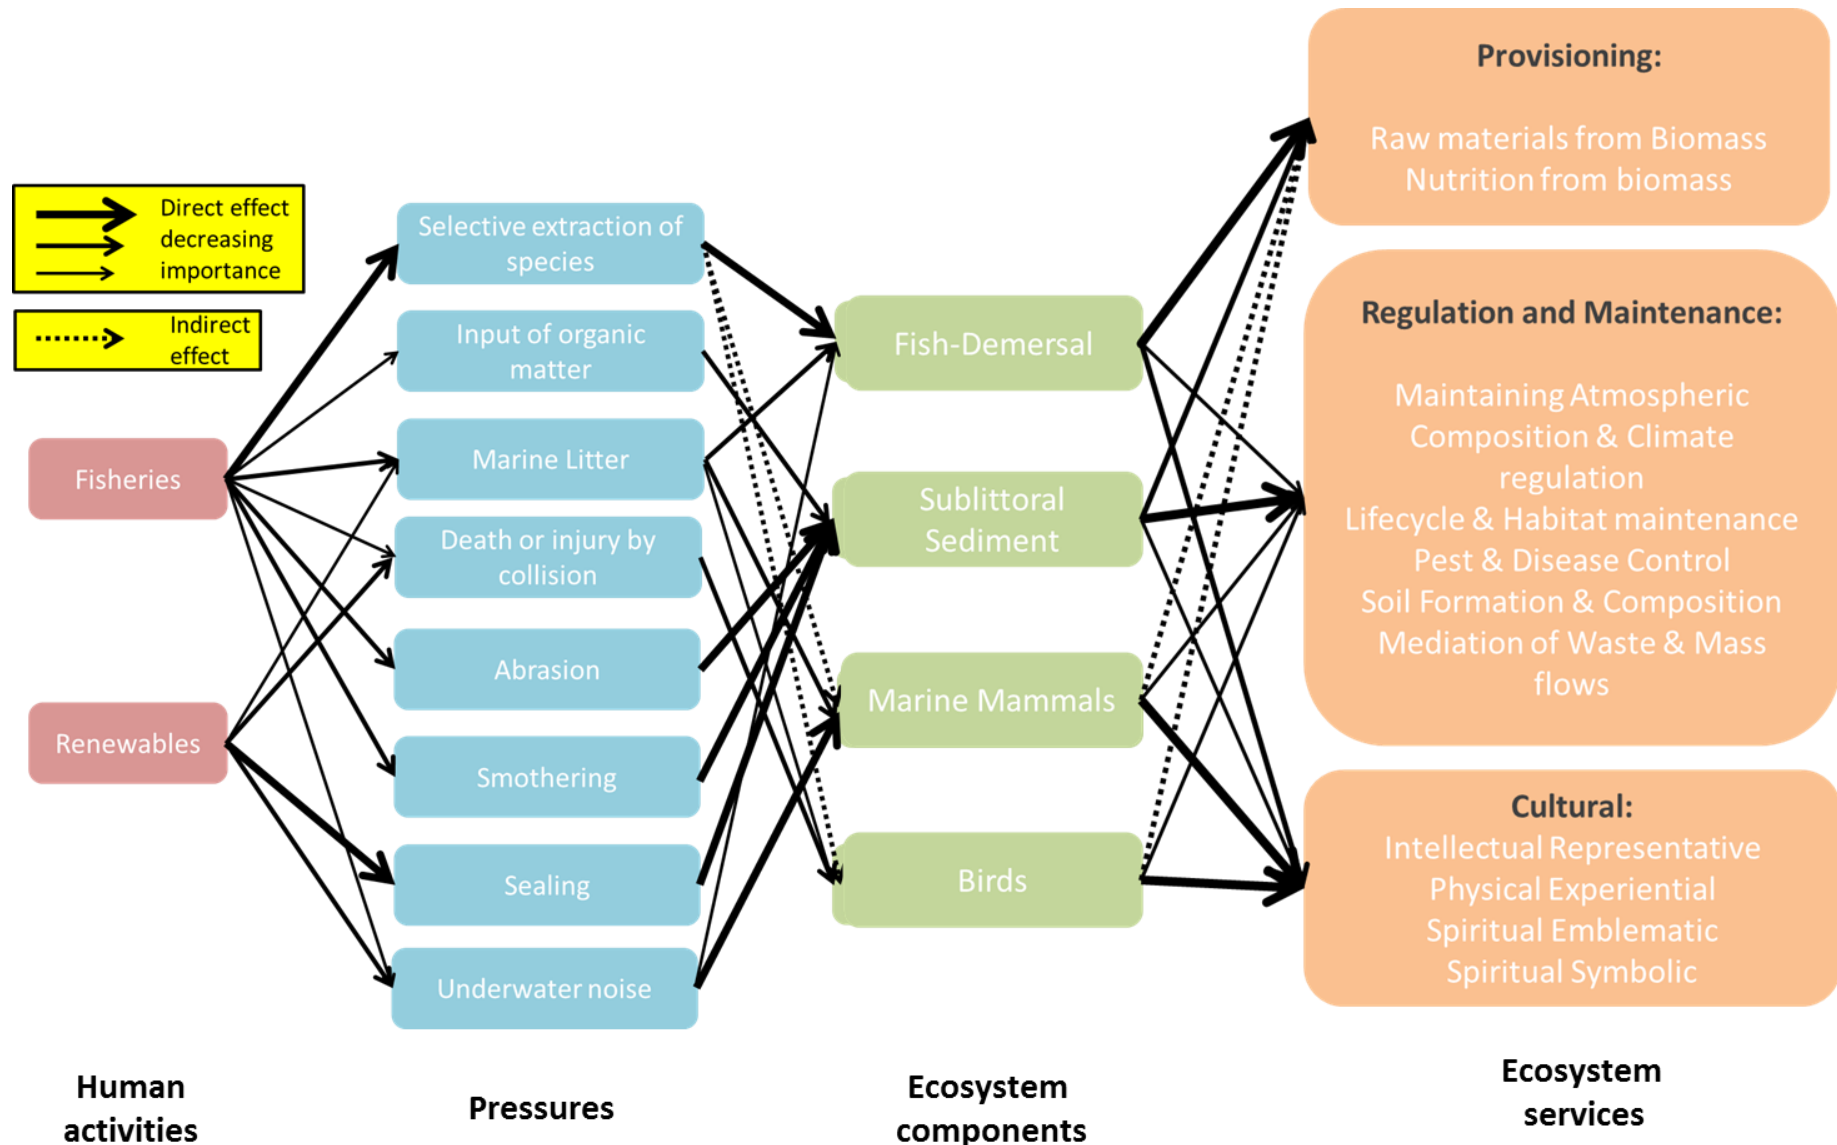 Direct effect
decreasing
importance
Indirect
effect
Fisheries
Renewables
Selective extraction of
species
Input of organic
matter
Marine Litter
Death or injury by
collision
Abrasion
Smothering
Sealing
Underwater noise
Fish-Demersal
Sublittoral
Sediment
Marine Mammals
Birds
Provisioning:
Raw materials from Biomass
Nutrition from biomass
Regulation and Maintenance:
Maintaining Atmospheric
Composition & Climate
regulation
Lifecycle & Habitat maintenance
Pest & Disease Control
Soil Formation & Composition
Mediation of Waste & Mass
flows
Cultural:
Intellectual Representative
Physical Experiential
Spiritual Emblematic
Spiritual Symbolic
Human
activities
Pressures
Ecosystem
components
Ecosystem
services